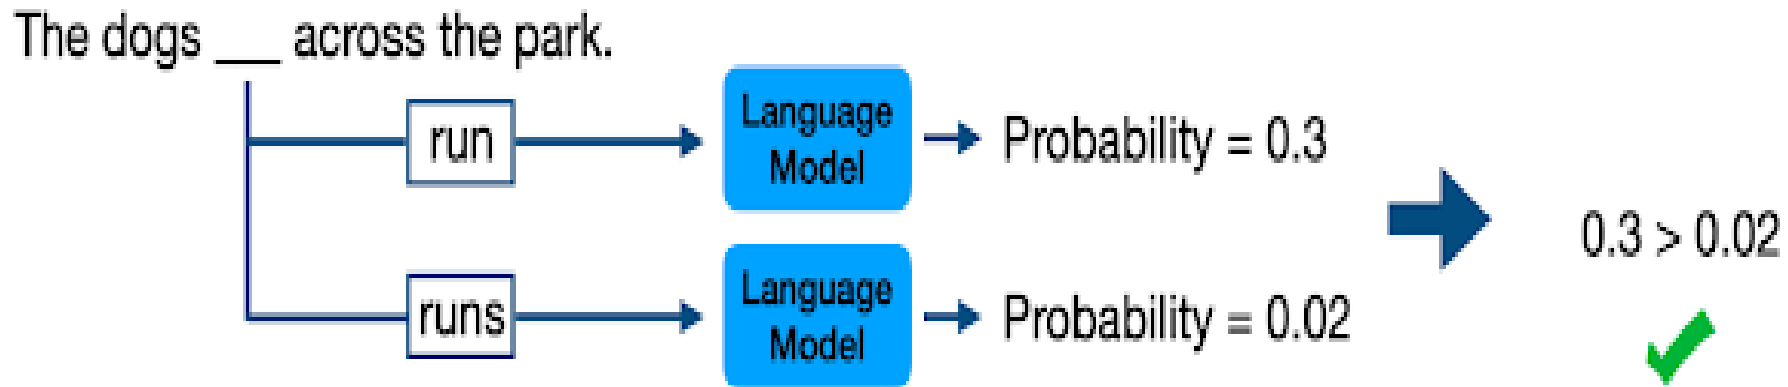 The dogs __ across the park.
run
Language
Model
Probability = 0.3
0.3 > 0.02
runs
Language
Model
Probability = 0.02